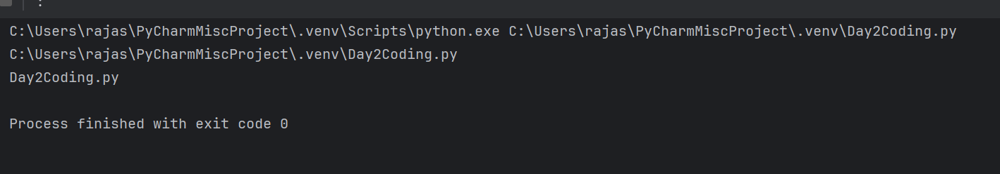 C:\Users\rajas\PyCharmMiscProject\.venv\Scripts\python.exe C:\Users\rajas\PyCharmMiscProject\.venv\Day2Coding.py
C:\Users\rajas\PyCharmMiscProject\.venv\Day2Coding.py
Day2Coding.py
Process finished with exit code 0